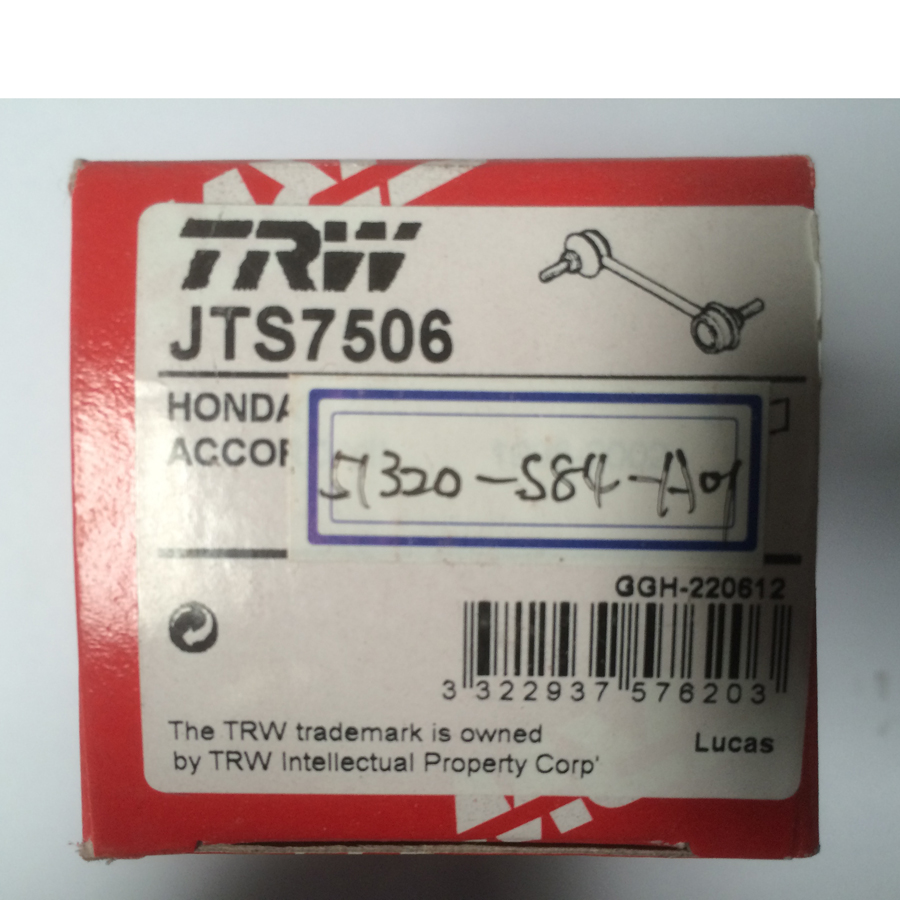 TRW
JTS7506
HONDA
ACCOR
51320-S84-A01
GGH-220612
3 322937 576203
The TRW trademark is owned
by TRW Intellectual Property Corp'
Lucas